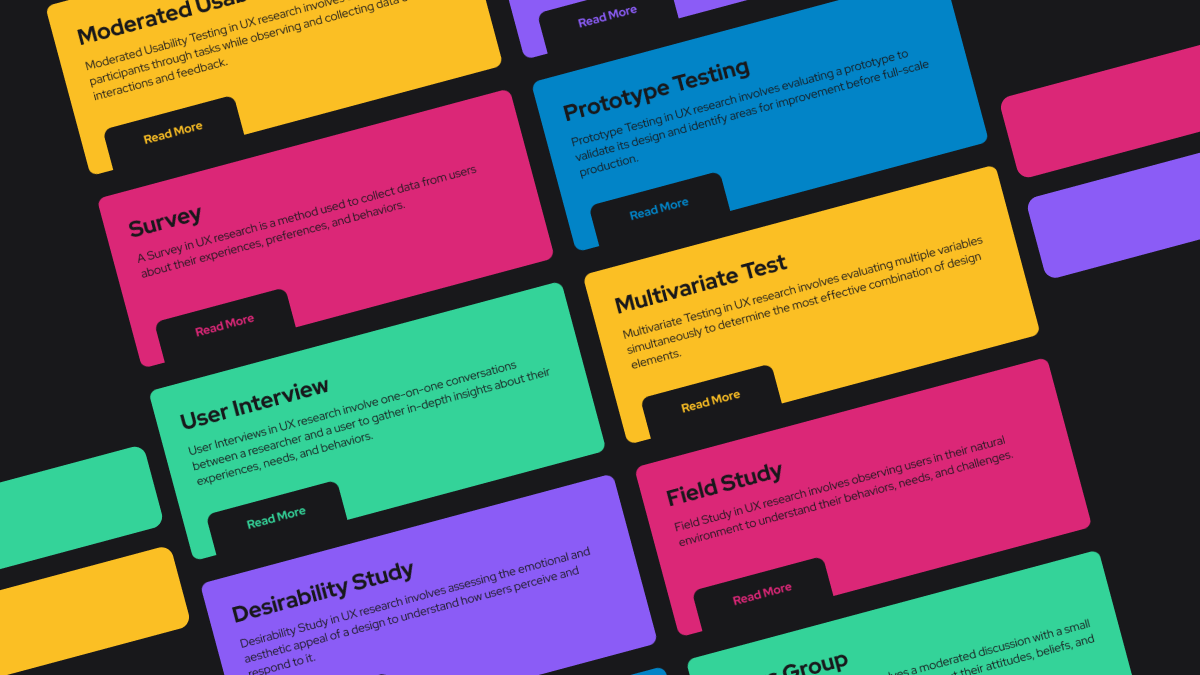 Moderated
Moderated Usability Testing in UX research involves
participants through tasks while observing and collecting data
interactions and feedback.
Read More
Survey
A Survey in UX research is a method used to collect data from users
about their experiences, preferences, and behaviors.
Read More
User Interview
User Interviews in UX research involve one-on-one conversations
between a researcher and a user to gather in-depth insights about their
experiences, needs, and behaviors.
Read More
Desirability Study
Desirability Study in UX research involves assessing the emotional and
aesthetic appeal of a design to understand how users perceive and
respond to it.
Read More
Prototype Testing
Prototype Testing in UX research involves evaluating a prototype to
validate its design and identify areas for improvement before full-scale
production.
Read More
Multivariate Test
Multivariate Testing in UX research involves evaluating multiple variables
simultaneously to determine the most effective combination of design
elements.
Read More
Field Study
Field Study in UX research involves observing users in their natural
environment to understand their behaviors, needs, and challenges.
Read More
Group
a moderated discussion with a small
their attitudes, beliefs, and